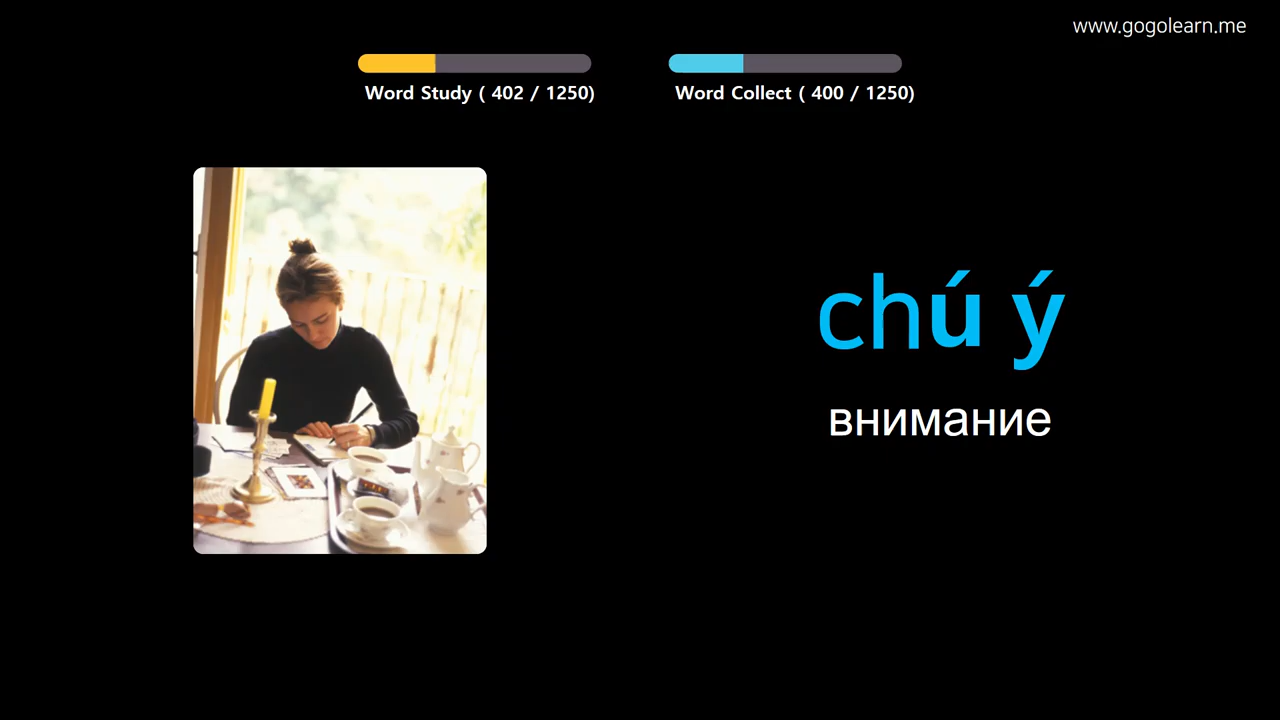 www.gogolearn.me
Word Study ( 402 / 1250)
Word Collect ( 400 / 1250)
chú ý
внимание